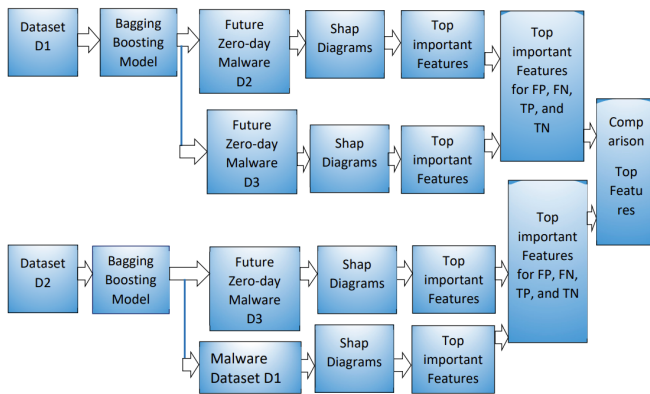 Dataset
D1
Bagging
Boosting
Model
Future
Zero-day
Malware
D2
Shap
Diagrams
Top
important
Features
Top
important
Features
for FP, FN,
TP, and
TN
Future
Zero-day
Malware
D3
Shap
Diagrams
Top
important
Features
Comp
arison
Top
Featu
res
Dataset
D2
Bagging
Boosting
Model
Future
Zero-day
Malware
D3
Shap
Diagrams
Top
important
Features
Top
important
Features
for FP, FN,
TP, and TN
Malware
Dataset D1
Shap
Diagrams
Top
important
Features